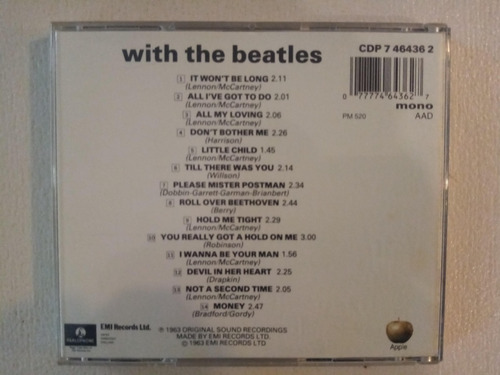 with the beatles
CDP 7 46436 2
1 IT WON'T BE LONG 2.11
(Lennon/McCartney)
2 ALL I'VE GOT TO DO 2.01
(Lennon/McCartney)
3 ALL MY LOVING 2.06
(Lennon/McCartney)
4 DON'T BOTHER ME 2.26
(Harrison)
5 LITTLE CHILD 1.45
(Lennon/McCartney)
6 TILL THERE WAS YOU 2.14
(Willson)
7 PLEASE MISTER POSTMAN 2.34
(Dobbin-Garrett-Garman-Brianbert)
8 ROLL OVER BEETHOVEN 2.44
(Berry)
9 HOLD ME TIGHT 2.29
(Lennon/McCartney)
10 YOU REALLY GOT A HOLD ON ME 3.00
(Robinson)
11 I WANNA BE YOUR MAN 1.56
(Lennon/McCartney)
12 DEVIL IN HER HEART 2.25
(Drapkin)
13 NOT A SECOND TIME 2.05
(Lennon/McCartney)
14 MONEY 2.47
(Bradford/Gordy)
0 77774 64362 7
mono
PM 520 AAD
PARLOPHONE
EMI Records Ltd.
℗ 1963 ORIGINAL SOUND RECORDINGS
MADE BY EMI RECORDS LTD
© 1963 EMI RECORDS LTD
Apple